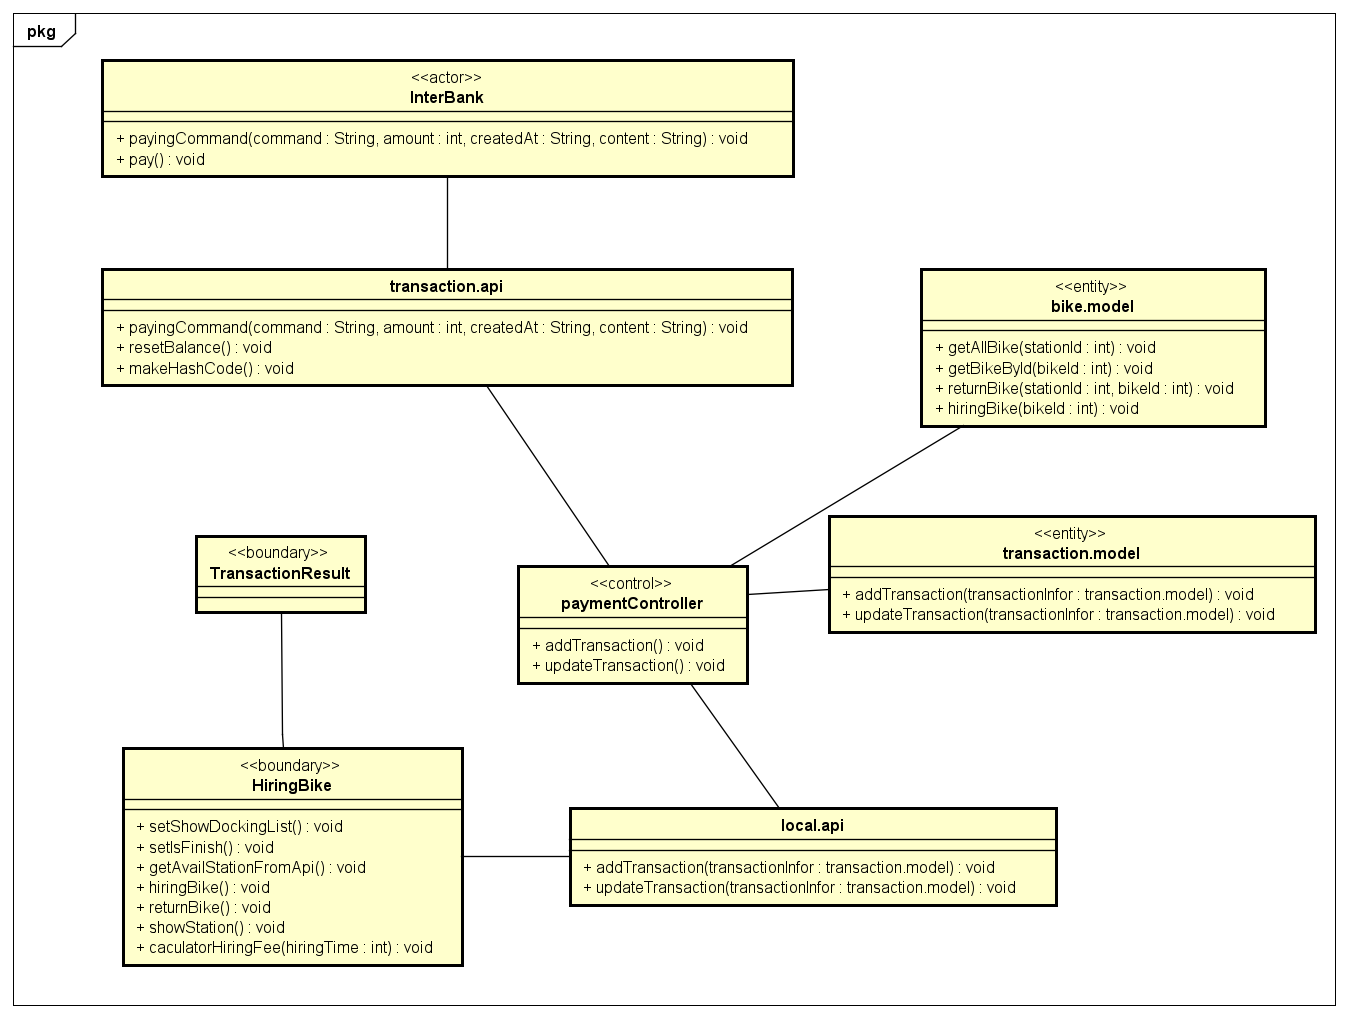 pkg
<<actor>>
InterBank
+ payingCommand(command : String, amount : int, createdAt : String, content : String) : void
+ pay() : void
transaction.api
+ payingCommand(command : String, amount : int, createdAt : String, content : String) : void
+ resetBalance() : void
+ makeHashCode() : void
<<entity>>
bike.model
+ getAllBike(stationId : int) : void
+ getBikeById(bikeId : int) : void
+ returnBike(stationId : int, bikeId : int) : void
+ hiringBike(bikeId : int) : void
<<boundary>>
TransactionResult
<<control>>
paymentController
+ addTransaction() : void
+ updateTransaction() : void
<<entity>>
transaction.model
+ addTransaction(transactionInfor : transaction.model) : void
+ updateTransaction(transactionInfor : transaction.model) : void
<<boundary>>
HiringBike
+ setShowDockingList() : void
+ setIsFinish() : void
+ getAvailStationFromApi() : void
+ hiringBike() : void
+ returnBike() : void
+ showStation() : void
+ caculatorHiringFee(hiringTime : int) : void
local.api
+ addTransaction(transactionInfor : transaction.model) : void
+ updateTransaction(transactionInfor : transaction.model) : void